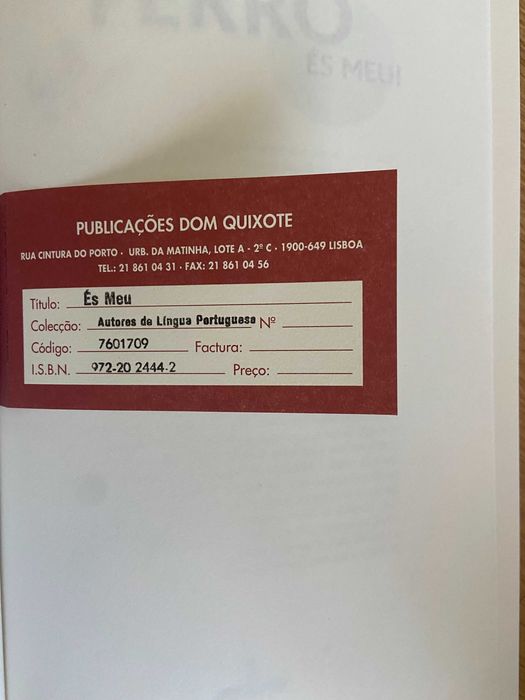 FERRO
ÉS MEU!
PUBLICAÇÕES DOM QUIXOTE
RUA CINTURA DO PORTO · URB. DA MATINHA, LOTE A - 2º C · 1900-649 LISBOA
TEL.: 21 861 04 31 · FAX: 21 861 04 56
Título: És Meu
Colecção: Autores de Língua Portuguesa Nº
Código: 7601709 Factura:
I.S.B.N. 972-20 2444-2 Preço: